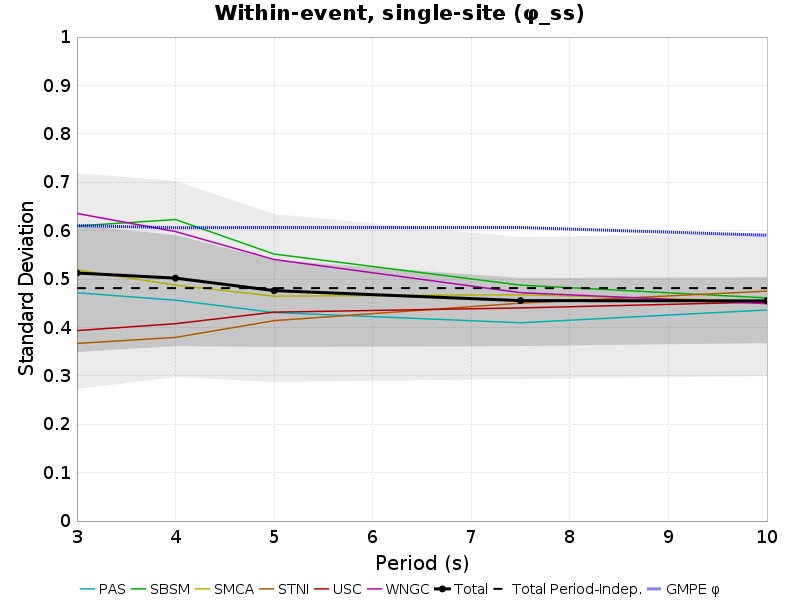 Within-event, single-site (φ_ss)
1
0.9
0.8
0.7
0.6
0.5
0.4
0.3
0.2
0.1
0
Standard Deviation
3 4 5 6 7 8 9 10
Period (s)
PAS SBSM SMCA STNI USC WNGC Total Total Period-Indep. GMPE φ